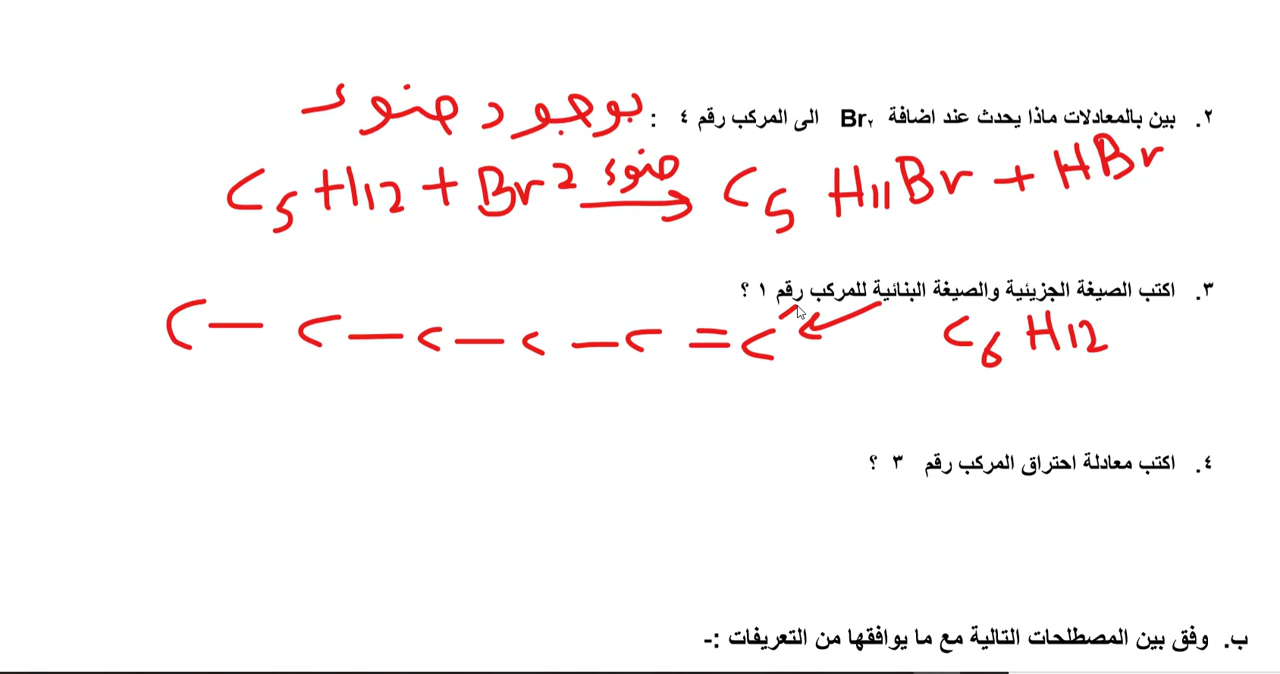 ٢. بين بالمعادلات ماذا يحدث عند اضافة Br٢ الى المركب رقم ٤ : بوجود ضوء
C5H12 + Br2 ضوء → C5H11Br + HBr
٣. اكتب الصيغة الجزيئية والصيغة البنائية للمركب رقم ١ ؟
C - C - C - C - C = C C6H12
٤. اكتب معادلة احتراق المركب رقم ٣ ؟
ب. وفق بين المصطلحات التالية مع ما يوافقها من التعريفات :-